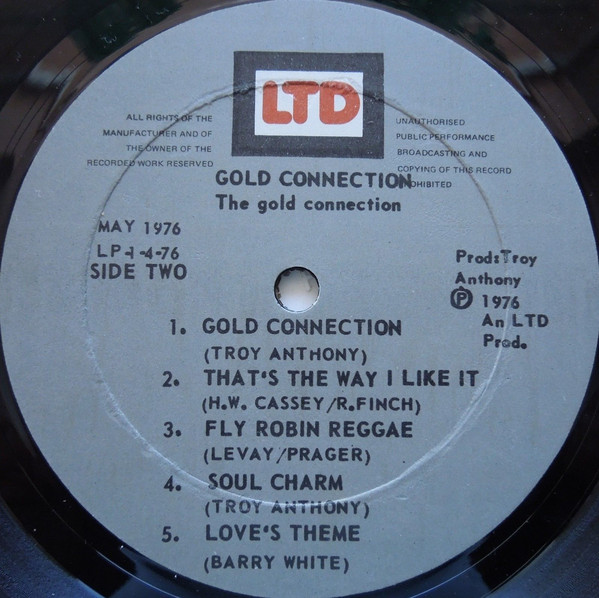 LTD
ALL RIGHTS OF THE
MANUFACTURER AND OF
THE OWNER OF THE
RECORDED WORK RESERVED
UNAUTHORISED
PUBLIC PERFORMANCE
BROADCASTING AND
COPYING OF THIS RECORD
PROHIBITED
GOLD CONNECTION
The gold connection
MAY 1976
LP-1-4-76
SIDE TWO
Prod:Troy
Anthony
Ⓟ 1976
An LTD
Prod.
1. GOLD CONNECTION
(TROY ANTHONY)
2. THAT'S THE WAY I LIKE IT
(H.W. CASSEY/R.FINCH)
3. FLY ROBIN REGGAE
(LEVAY/PRAGER)
4. SOUL CHARM
(TROY ANTHONY)
5. LOVE'S THEME
(BARRY WHITE)